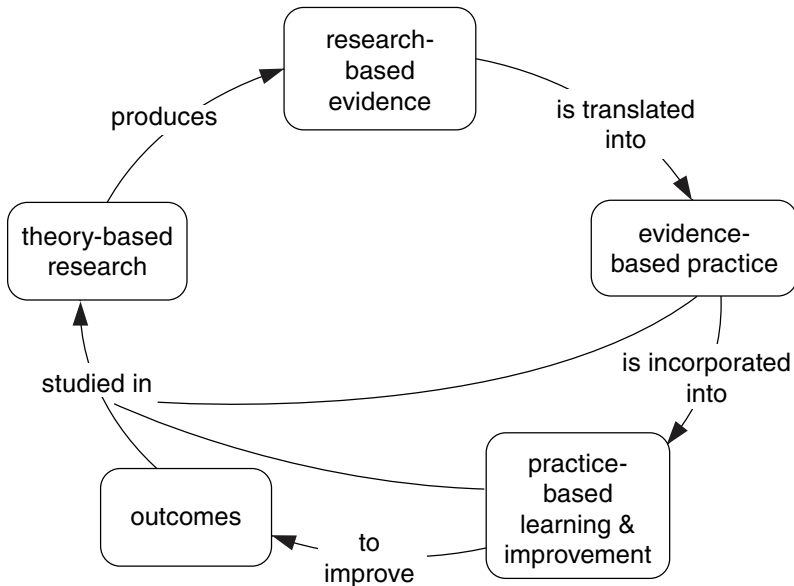 research-
based
evidence
produces
is translated
into
theory-based
research
evidence-
based practice
studied in
is incorporated
into
practice-
based
learning &
improvement
outcomes
to
improve